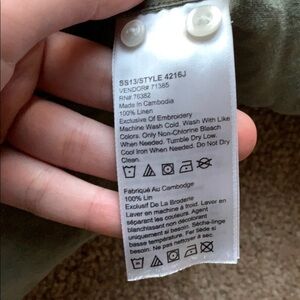 SS13/STYLE 4216J
VENDOR# 71385
RN# 76382
Made in Cambodia
100% Linen
Exclusive Of Embroidery
Machine Wash Cold. Wash With Like
Colors. Only Non-Chlorine Bleach
When Needed. Tumble Dry Low.
Cool Iron When Needed. Do Not Dry
Clean.
Fabriqué Au Cambodge
100% Lin
Exclusif De La Broderie
Laver en machine à froid. Laver en
séparant les couleurs. Agent
blanchissant non décolorant
uniquement si besoin. Sèche-linge
basse température. Fer Sède si
besoin. Ne pas nettoyer à sec.